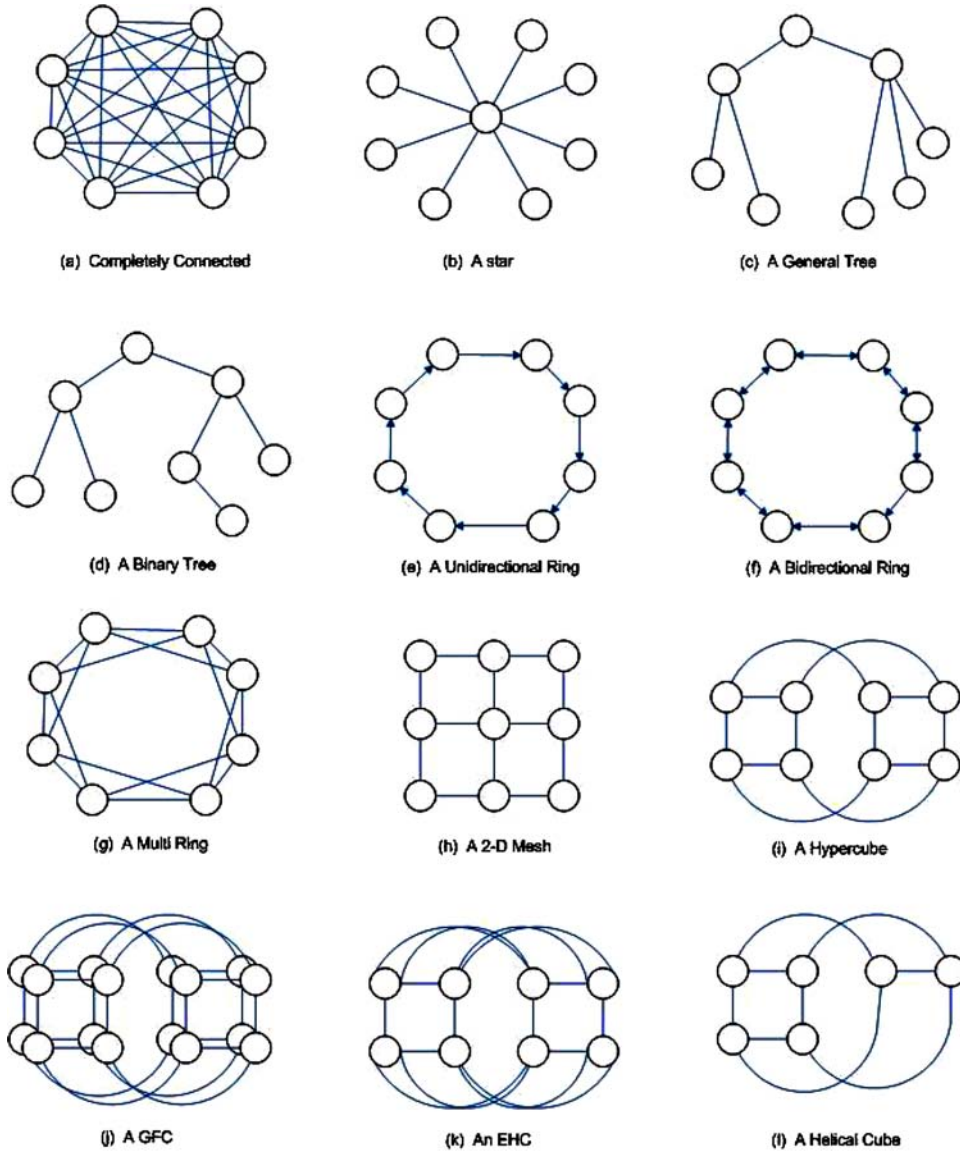 (a) Completely Connected
(b) A star
(c) A General Tree
(d) A Binary Tree
(e) A Unidirectional Ring
(f) A Bidirectional Ring
(g) A Multi Ring
(h) A 2-D Mesh
(i) A Hypercube
(j) A GFC
(k) An EHC
(l) A Helical Cube